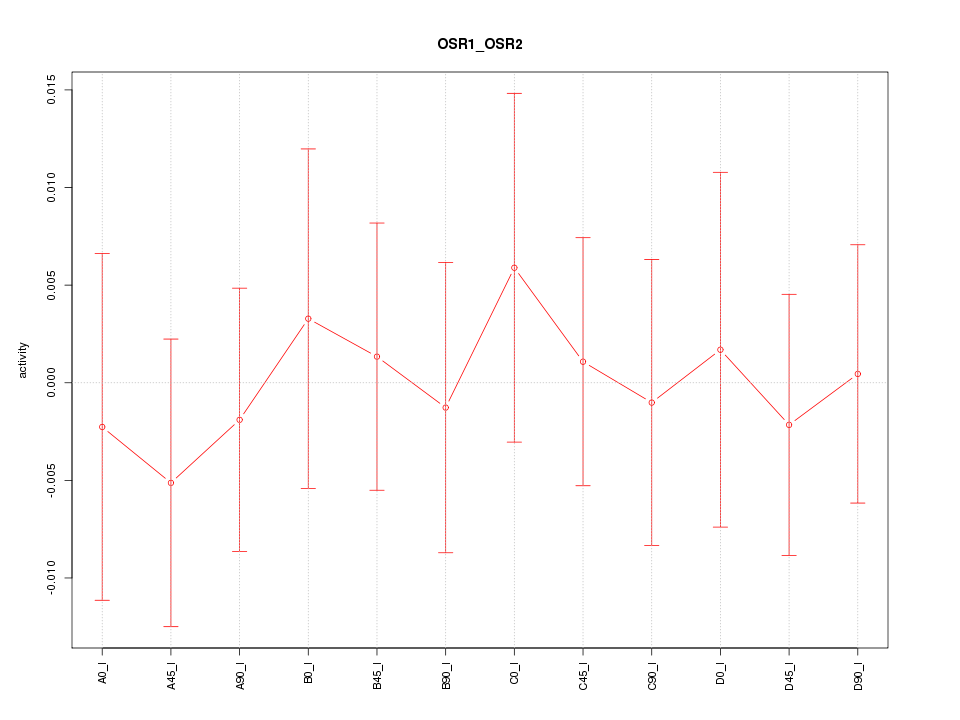 OSR1_OSR2
activity
0.015
0.010
0.005
0.000
-0.005
-0.010
A0_I
A45_I
A90_I
B0_I
B45_I
B90_I
C0_I
C45_I
C90_I
D0_I
D45_I
D90_I